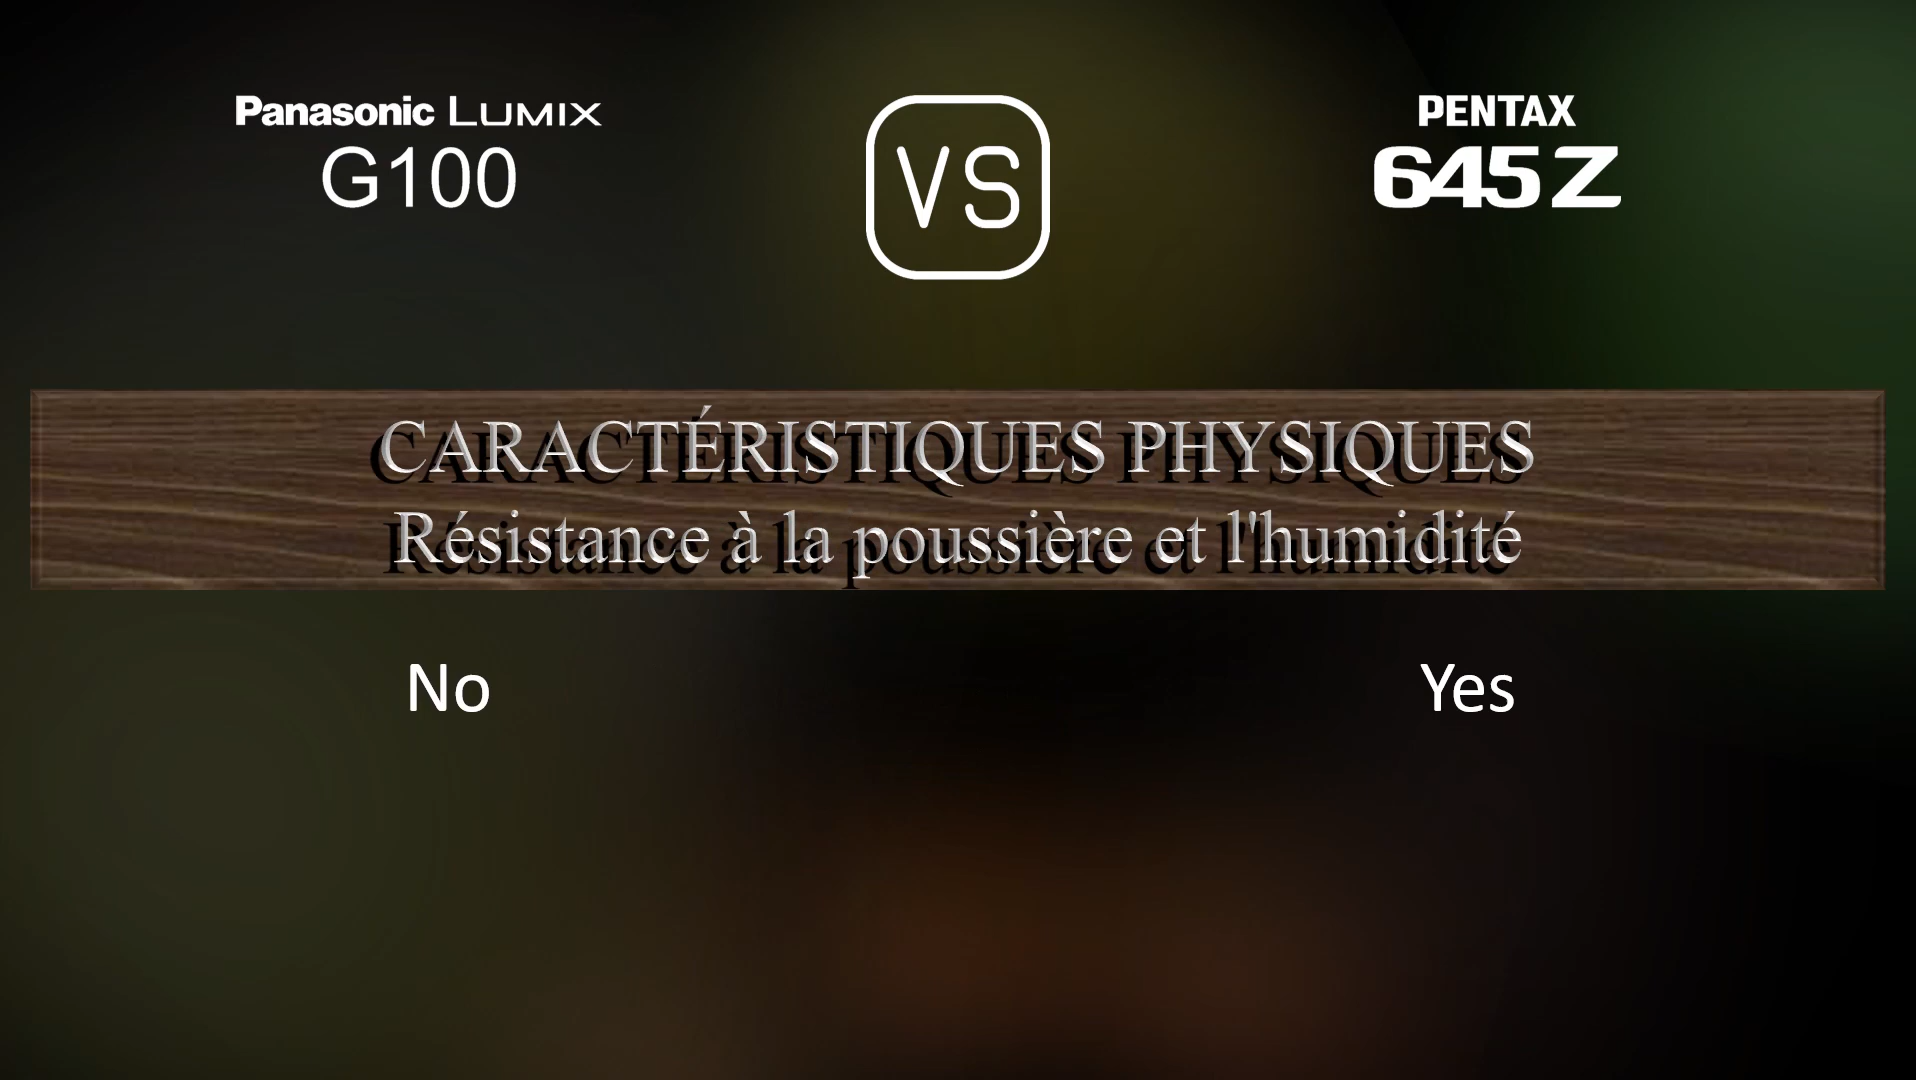 Panasonic LUMIX
G100
VS
PENTAX
645Z
CARACTÉRISTIQUES PHYSIQUES
Résistance à la poussière et l'humidité
No
Yes